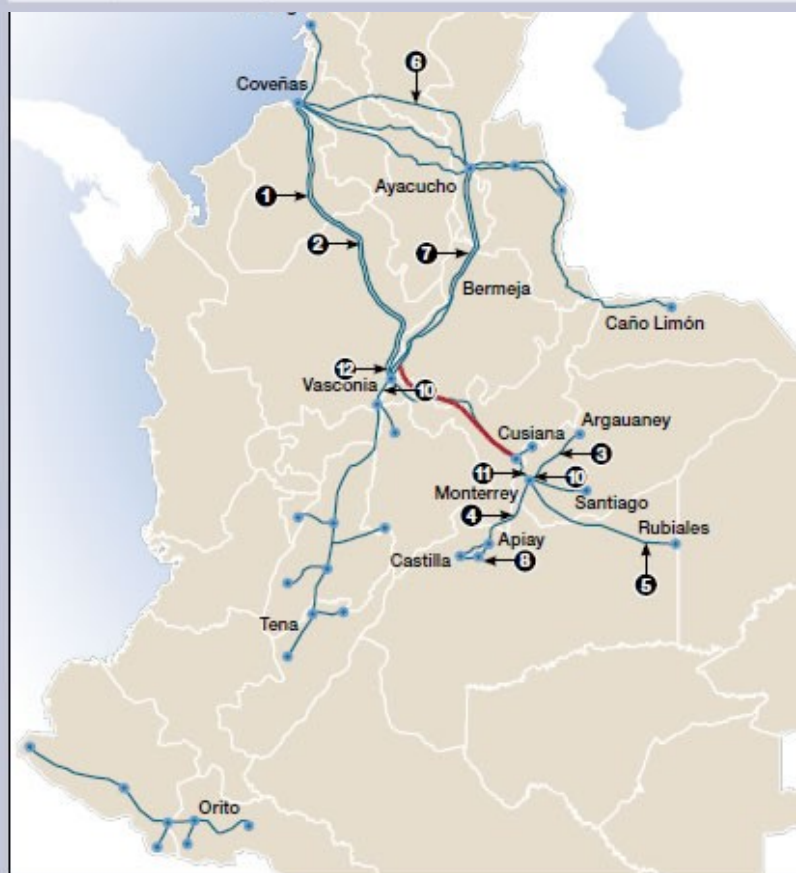 6
Coveñas
Ayacucho
1
2
7
Bermeja
Caño Limón
12
Vasconia
10
Argauaney
Cusiana
3
11
10
Monterrey
Santiago
4
Rubiales
Apiay
Castilla
8
5
Tena
Orito